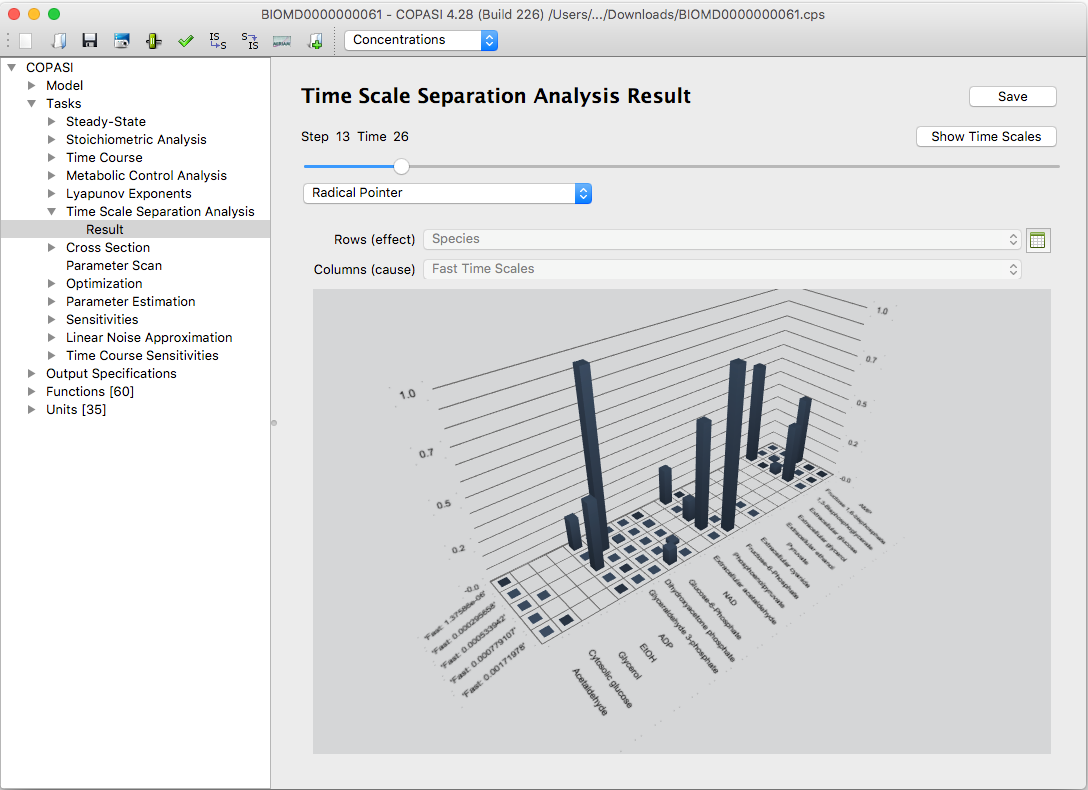 BIOMD0000000061 - COPASI 4.28 (Build 226) /Users/.../Downloads/BIOMD0000000061.cps
IS
S
S
IS
MIRIAM
Concentrations
COPASI
Model
Tasks
Steady-State
Stoichiometric Analysis
Time Course
Metabolic Control Analysis
Lyapunov Exponents
Time Scale Separation Analysis
Result
Cross Section
Parameter Scan
Optimization
Parameter Estimation
Sensitivities
Linear Noise Approximation
Time Course Sensitivities
Output Specifications
Functions [60]
Units [35]
Time Scale Separation Analysis Result
Save
Step 13 Time 26
Show Time Scales
Radical Pointer
Rows (effect)
Species
Columns (cause)
Fast Time Scales
1.0
0.7
0.5
0.2
-0.0
1.0
0.7
0.5
0.2
-0.0
'Fast: 1.37586e-06'
'Fast: 0.000295658'
'Fast: 0.000533942'
'Fast: 0.000779107'
'Fast: 0.00171978'
Acetaldehyde
Cytosolic glucose
Glycerol
EtOH
ADP
Glyceraldehyde 3-phosphate
Dihydroxyacetone phosphate
Glucose-6-Phosphate
NAD
Extracellular acetaldehyde
Phosphoenolpyruvate
Fructose-6-Phosphate
Extracellular cyanide
Pyruvate
Extracellular ethanol
Extracellular glycerol
Extracellular glucose
1,3-Bisphosphoglycerate
Fructose 1,6-bisphosphate
AMP